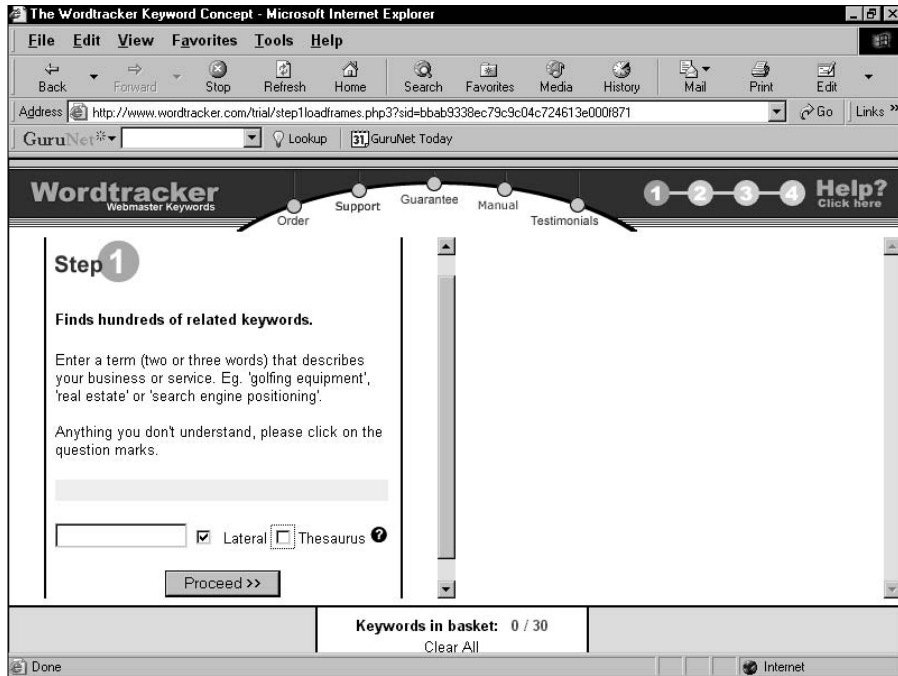 The Wordtracker Keyword Concept - Microsoft Internet Explorer
File Edit View Favorites Tools Help
Back Forward Stop Refresh Home Search Favorites Media History Mail Print Edit
Address http://www.wordtracker.com/trial/step1loadframes.php3?sid=bbab9338ec79c9c04c724613e000f871 Go Links »
GuruNet Lookup 31 GuruNet Today
Wordtracker
Webmaster Keywords
Order Support Guarantee Manual Testimonials
1 2 3 4 Help?
Click here
Step 1
Finds hundreds of related keywords.
Enter a term (two or three words) that describes
your business or service. Eg. 'golfing equipment',
'real estate' or 'search engine positioning'.
Anything you don't understand, please click on the
question marks.
Lateral Thesaurus ?
Proceed >>
Keywords in basket: 0 / 30
Clear All
Done Internet